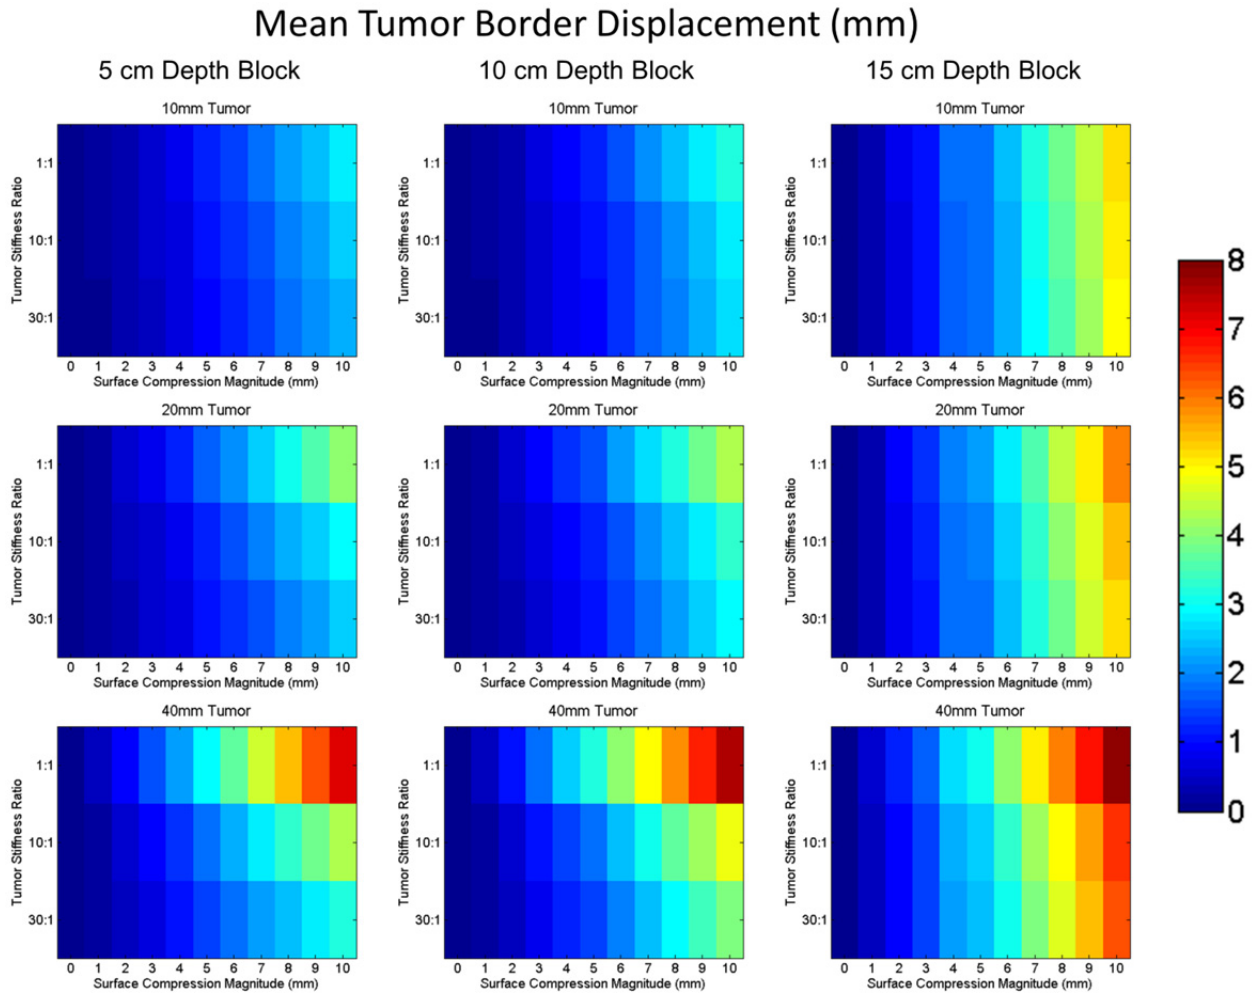 Mean Tumor Border Displacement (mm)
5 cm Depth Block 10 cm Depth Block 15 cm Depth Block
10mm Tumor 10mm Tumor 10mm Tumor
Tumor Stiffness Ratio Tumor Stiffness Ratio Tumor Stiffness Ratio
1:1 1:1 1:1
10:1 10:1 10:1
30:1 30:1 30:1
0 1 2 3 4 5 6 7 8 9 10 0 1 2 3 4 5 6 7 8 9 10 0 1 2 3 4 5 6 7 8 9 10
Surface Compression Magnitude (mm) Surface Compression Magnitude (mm) Surface Compression Magnitude (mm)
20mm Tumor 20mm Tumor 20mm Tumor
Tumor Stiffness Ratio Tumor Stiffness Ratio Tumor Stiffness Ratio
1:1 1:1 1:1
10:1 10:1 10:1
30:1 30:1 30:1
0 1 2 3 4 5 6 7 8 9 10 0 1 2 3 4 5 6 7 8 9 10 0 1 2 3 4 5 6 7 8 9 10
Surface Compression Magnitude (mm) Surface Compression Magnitude (mm) Surface Compression Magnitude (mm)
40mm Tumor 40mm Tumor 40mm Tumor
Tumor Stiffness Ratio Tumor Stiffness Ratio Tumor Stiffness Ratio
1:1 1:1 1:1
10:1 10:1 10:1
30:1 30:1 30:1
0 1 2 3 4 5 6 7 8 9 10 0 1 2 3 4 5 6 7 8 9 10 0 1 2 3 4 5 6 7 8 9 10
Surface Compression Magnitude (mm) Surface Compression Magnitude (mm) Surface Compression Magnitude (mm)
8
7
6
5
4
3
2
1
0